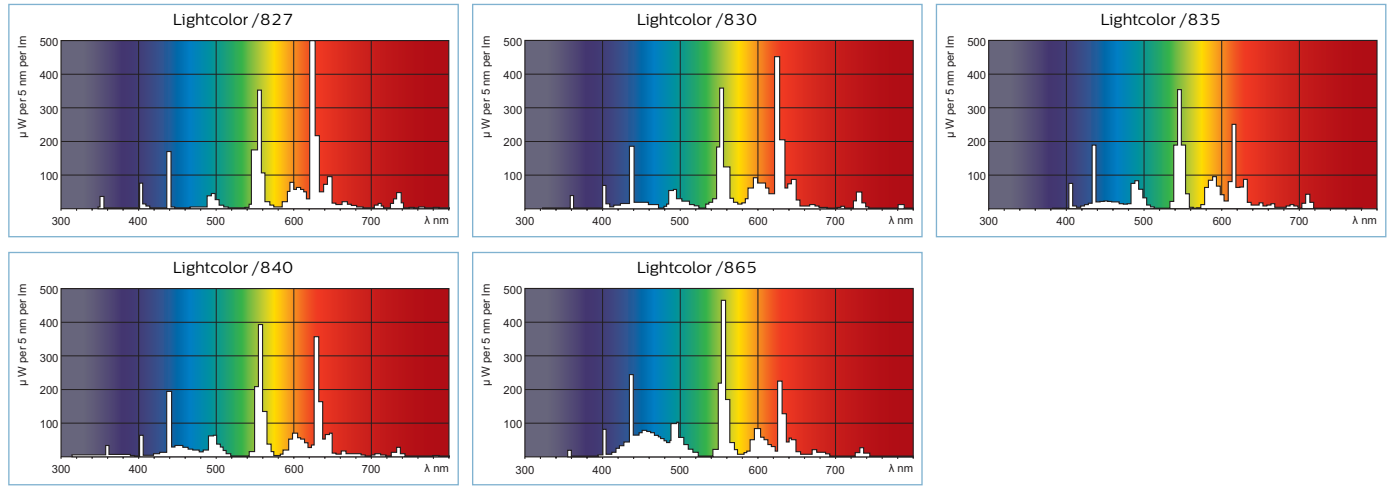 Lightcolor /827
µ W per 5 nm per lm
500
400
300
200
100
300 400 500 600 700 λ nm
Lightcolor /830
µ W per 5 nm per lm
500
400
300
200
100
300 400 500 600 700 λ nm
Lightcolor /835
µ W per 5 nm per lm
500
400
300
200
100
300 400 500 600 700 λ nm
Lightcolor /840
µ W per 5 nm per lm
500
400
300
200
100
300 400 500 600 700 λ nm
Lightcolor /865
µ W per 5 nm per lm
500
400
300
200
100
300 400 500 600 700 λ nm